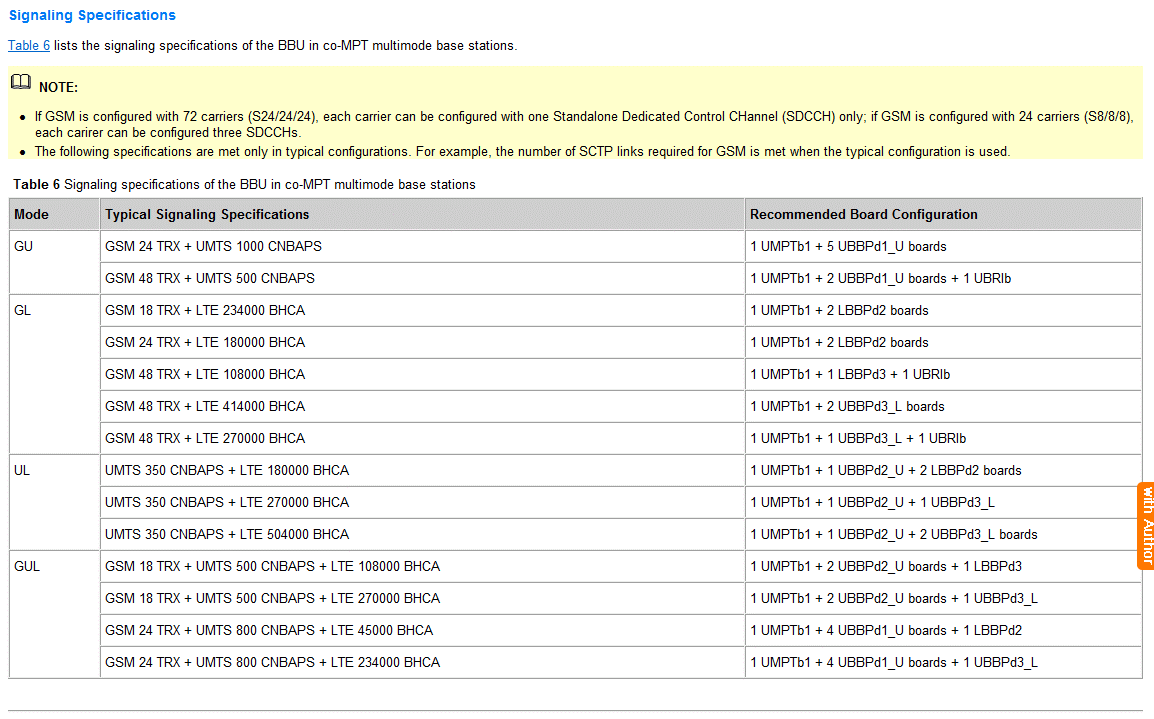 Signaling Specifications
Table 6 lists the signaling specifications of the BBU in co-MPT multimode base stations.
NOTE:
• If GSM is configured with 72 carriers (S24/24/24), each carrier can be configured with one Standalone Dedicated Control CHannel (SDCCH) only; if GSM is configured with 24 carriers (S8/8/8),
each carirer can be configured three SDCCHs.
• The following specifications are met only in typical configurations. For example, the number of SCTP links required for GSM is met when the typical configuration is used.
Table 6 Signaling specifications of the BBU in co-MPT multimode base stations
Mode Typical Signaling Specifications Recommended Board Configuration
GU GSM 24 TRX + UMTS 1000 CNBAPS 1 UMPTb1 + 5 UBBPd1_U boards
GSM 48 TRX + UMTS 500 CNBAPS 1 UMPTb1 + 2 UBBPd1_U boards + 1 UBRIb
GL GSM 18 TRX + LTE 234000 BHCA 1 UMPTb1 + 2 LBBPd2 boards
GSM 24 TRX + LTE 180000 BHCA 1 UMPTb1 + 2 LBBPd2 boards
GSM 48 TRX + LTE 108000 BHCA 1 UMPTb1 + 1 LBBPd3 + 1 UBRIb
GSM 48 TRX + LTE 414000 BHCA 1 UMPTb1 + 2 UBBPd3_L boards
GSM 48 TRX + LTE 270000 BHCA 1 UMPTb1 + 1 UBBPd3_L + 1 UBRIb
UL UMTS 350 CNBAPS + LTE 180000 BHCA 1 UMPTb1 + 1 UBBPd2_U + 2 LBBPd2 boards
UMTS 350 CNBAPS + LTE 270000 BHCA 1 UMPTb1 + 1 UBBPd2_U + 1 UBBPd3_L
UMTS 350 CNBAPS + LTE 504000 BHCA 1 UMPTb1 + 1 UBBPd2_U + 2 UBBPd3_L boards
GUL GSM 18 TRX + UMTS 500 CNBAPS + LTE 108000 BHCA 1 UMPTb1 + 2 UBBPd2_U boards + 1 LBBPd3
GSM 18 TRX + UMTS 500 CNBAPS + LTE 270000 BHCA 1 UMPTb1 + 2 UBBPd2_U boards + 1 UBBPd3_L
GSM 24 TRX + UMTS 800 CNBAPS + LTE 45000 BHCA 1 UMPTb1 + 4 UBBPd1_U boards + 1 LBBPd2
GSM 24 TRX + UMTS 800 CNBAPS + LTE 234000 BHCA 1 UMPTb1 + 4 UBBPd1_U boards + 1 UBBPd3_L
with Author